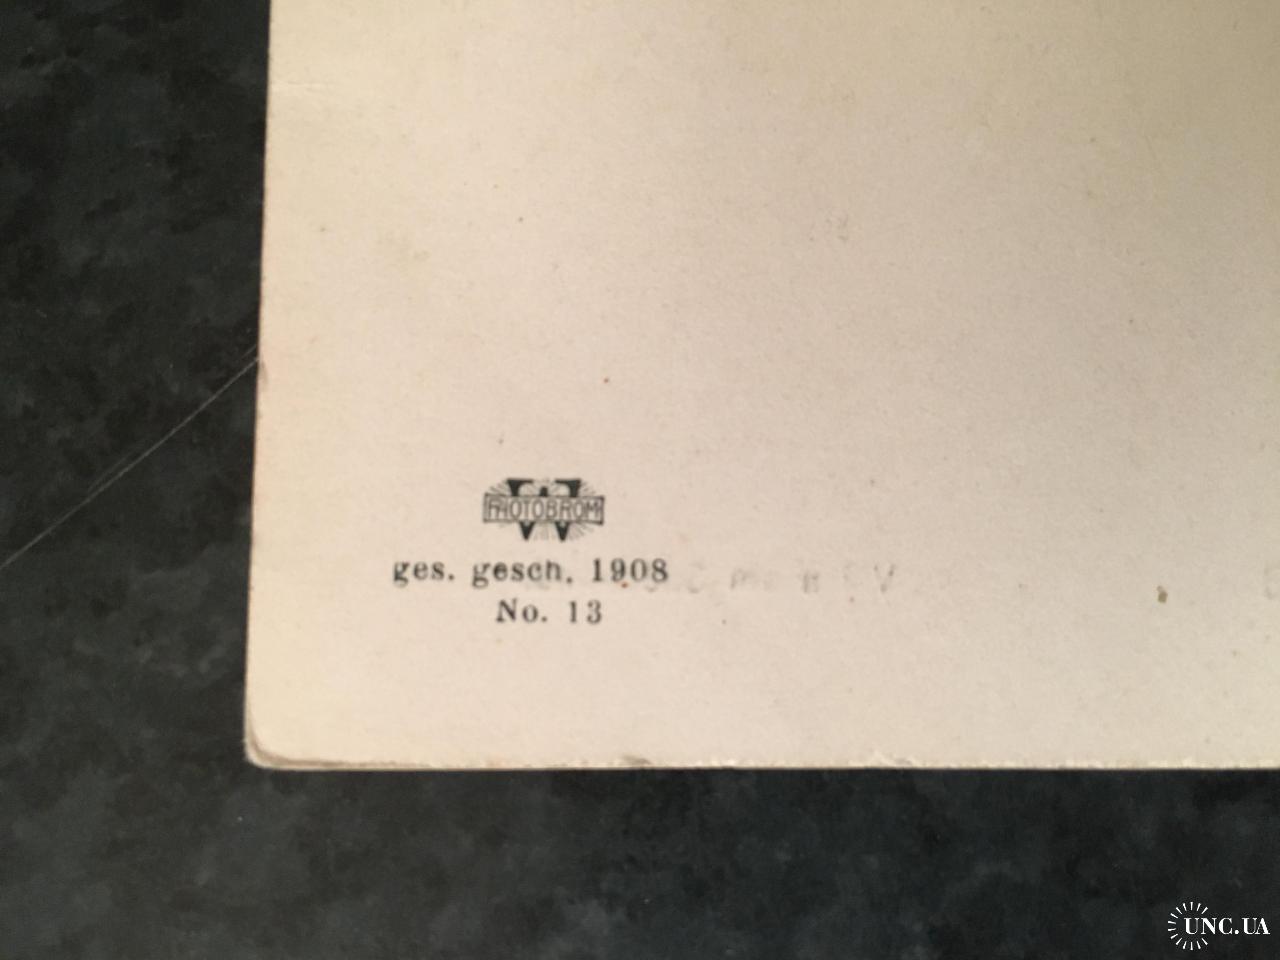 PHOTOBROM
ges. gesch. 1908
No. 13
UNC.UA